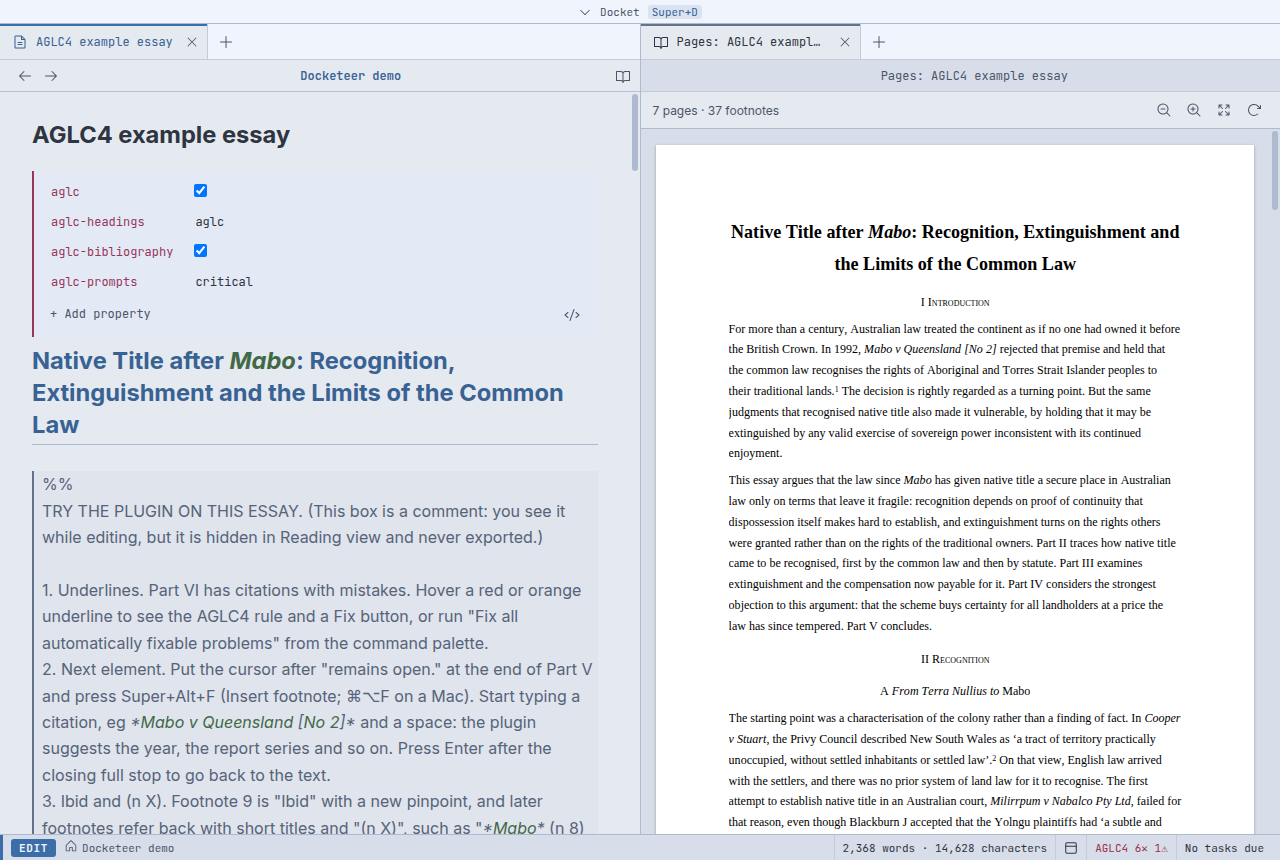 Docket Super+D
AGLC4 example essay
Pages: AGLC4 exampl…
Docketeer demo
Pages: AGLC4 example essay
7 pages · 37 footnotes
AGLC4 example essay
aglc
aglc-headings aglc
aglc-bibliography
aglc-prompts critical
+ Add property
Native Title after Mabo: Recognition,
Extinguishment and the Limits of the Common
Law
%%
TRY THE PLUGIN ON THIS ESSAY. (This box is a comment: you see it
while editing, but it is hidden in Reading view and never exported.)
1. Underlines. Part VI has citations with mistakes. Hover a red or orange
underline to see the AGLC4 rule and a Fix button, or run "Fix all
automatically fixable problems" from the command palette.
2. Next element. Put the cursor after "remains open." at the end of Part V
and press Super+Alt+F (Insert footnote; ⌘⌥F on a Mac). Start typing a
citation, eg *Mabo v Queensland [No 2]* and a space: the plugin
suggests the year, the report series and so on. Press Enter after the
closing full stop to go back to the text.
3. Ibid and (n X). Footnote 9 is "Ibid" with a new pinpoint, and later
footnotes refer back with short titles and "(n X)", such as "*Mabo* (n 8)
Native Title after Mabo: Recognition, Extinguishment and
the Limits of the Common Law
I Introduction
For more than a century, Australian law treated the continent as if no one had owned it before
the British Crown. In 1992, Mabo v Queensland [No 2] rejected that premise and held that
the common law recognises the rights of Aboriginal and Torres Strait Islander peoples to
their traditional lands.¹ The decision is rightly regarded as a turning point. But the same
judgments that recognised native title also made it vulnerable, by holding that it may be
extinguished by any valid exercise of sovereign power inconsistent with its continued
enjoyment.
This essay argues that the law since Mabo has given native title a secure place in Australian
law only on terms that leave it fragile: recognition depends on proof of continuity that
dispossession itself makes hard to establish, and extinguishment turns on the rights others
were granted rather than on the rights of the traditional owners. Part II traces how native title
came to be recognised, first by the common law and then by statute. Part III examines
extinguishment and the compensation now payable for it. Part IV considers the strongest
objection to this argument: that the scheme buys certainty for all landholders at a price the
law has since tempered. Part V concludes.
II Recognition
A From Terra Nullius to Mabo
The starting point was a characterisation of the colony rather than a finding of fact. In Cooper
v Stuart, the Privy Council described New South Wales as ‘a tract of territory practically
unoccupied, without settled inhabitants or settled law’.² On that view, English law arrived
with the settlers, and there was no prior system of land law for it to recognise. The first
attempt to establish native title in an Australian court, Milirrpum v Nabalco Pty Ltd, failed for
that reason, even though Blackburn J accepted that the Yolngu plaintiffs had ‘a subtle and
EDIT Docketeer demo
2,368 words · 14,628 characters
AGLC4 6× 1⚠
No tasks due